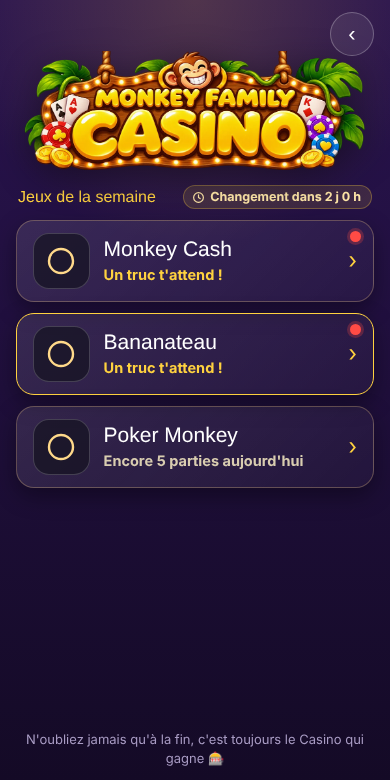 ‹
A
A
K
MONKEY FAMILY
CASINO
Jeux de la semaine
Changement dans 2 j 0 h
Monkey Cash
Un truc t'attend !
›
Bananateau
Un truc t'attend !
›
Poker Monkey
Encore 5 parties aujourd'hui
›
N'oubliez jamais qu'à la fin, c'est toujours le Casino qui
gagne 🎰